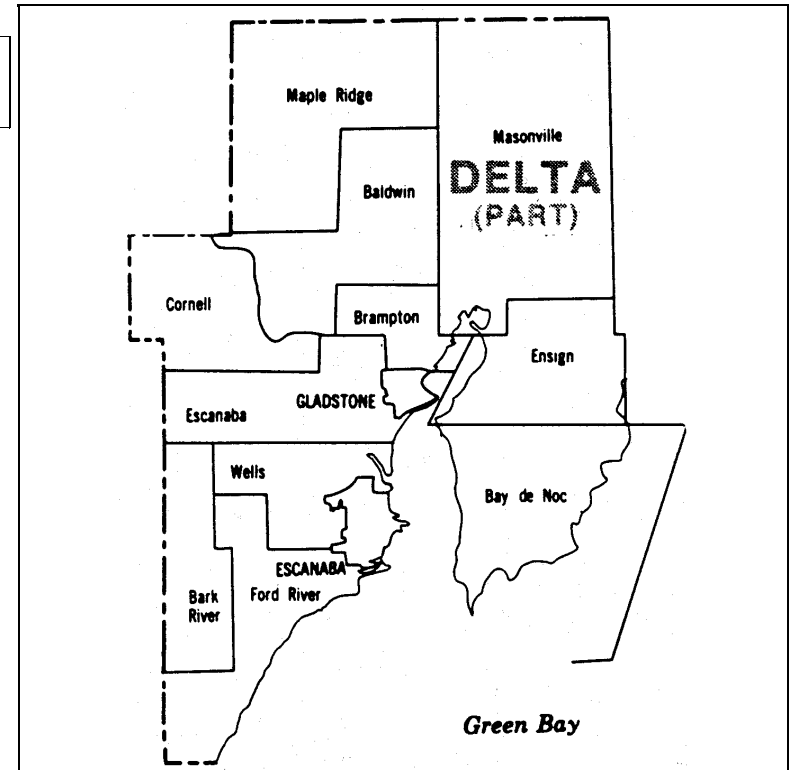 Maple Ridge
Masonville
DELTA
(PART)
Baldwin
Cornell
Brampton
Ensign
GLADSTONE
Escanaba
Wells
Bay de Noc
ESCANABA
Ford River
Bark
River
Green Bay